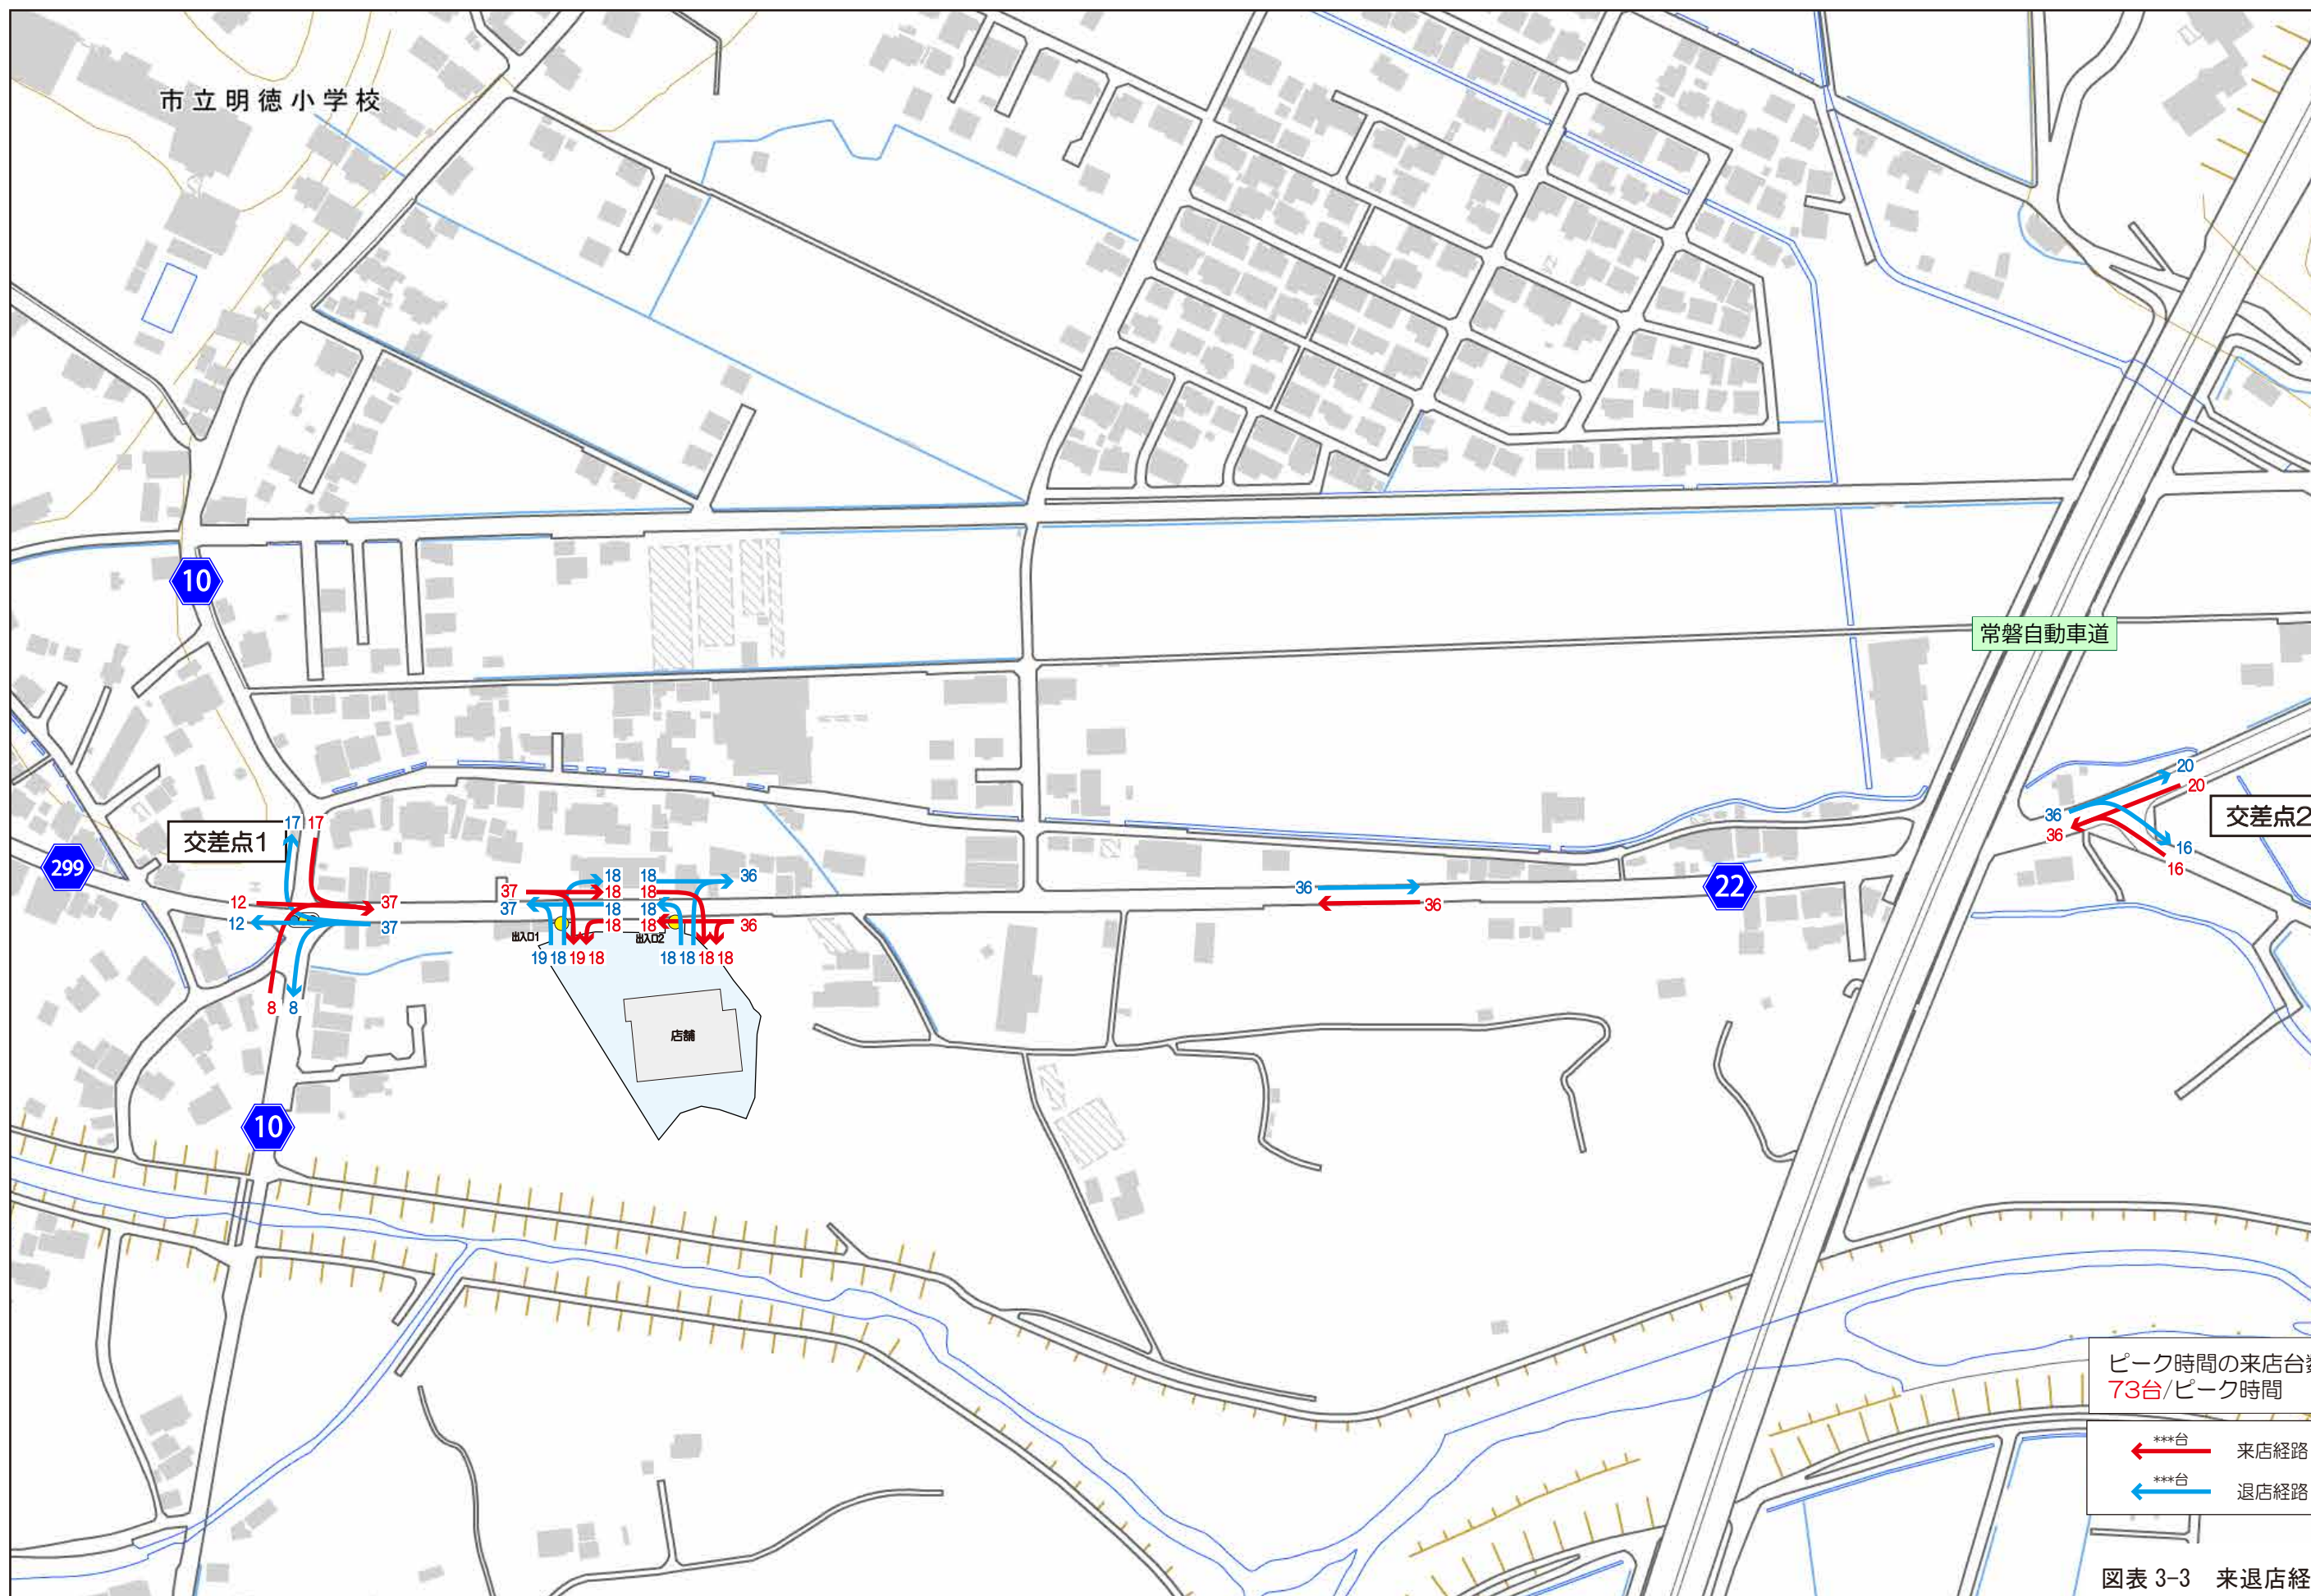 市立明徳小学校
10
常磐自動車道
交差点1
17 17
299
12
12
37
37
8 8
37
37
18
18
18
18
18
18
18
18
36
36
出入口1
出入口2
19 18 19 18
18 18 18 18
店舗
36
36
22
20
20
36
36
16
16
交差点2
10
ピーク時間の来店台数
73台/ピーク時間
***台
来店経路
***台
退店経路
図表 3-3 来退店経